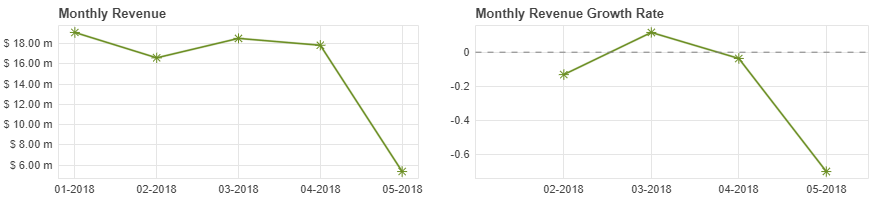 Monthly Revenue
$ 18.00 m
$ 16.00 m
$ 14.00 m
$ 12.00 m
$ 10.00 m
$ 8.00 m
$ 6.00 m
01-2018 02-2018 03-2018 04-2018 05-2018
Monthly Revenue Growth Rate
0
-0.2
-0.4
-0.6
02-2018 03-2018 04-2018 05-2018